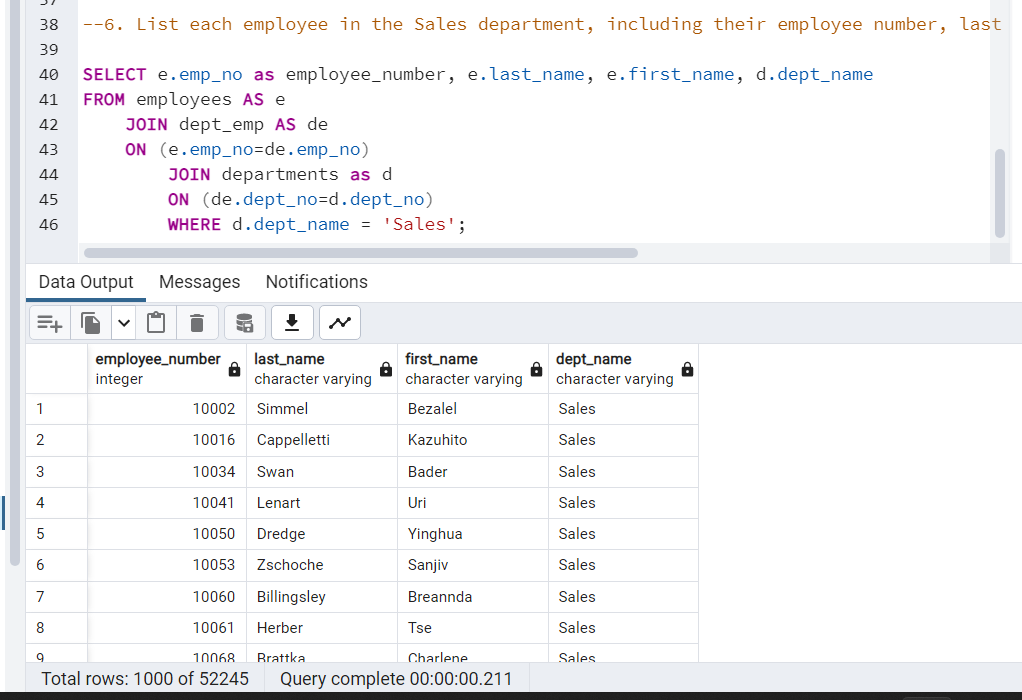 37
38 --6. List each employee in the Sales department, including their employee number, last
39
40 SELECT e.emp_no as employee_number, e.last_name, e.first_name, d.dept_name
41 FROM employees AS e
42 JOIN dept_emp AS de
43 ON (e.emp_no=de.emp_no)
44 JOIN departments as d
45 ON (de.dept_no=d.dept_no)
46 WHERE d.dept_name = 'Sales';
Data Output Messages Notifications
employee_number last_name first_name dept_name
integer character varying character varying character varying
1 10002 Simmel Bezalel Sales
2 10016 Cappelletti Kazuhito Sales
3 10034 Swan Bader Sales
4 10041 Lenart Uri Sales
5 10050 Dredge Yinghua Sales
6 10053 Zschoche Sanjiv Sales
7 10060 Billingsley Breannda Sales
8 10061 Herber Tse Sales
9 10068 Brattka Charlene Sales
Total rows: 1000 of 52245 Query complete 00:00:00.211